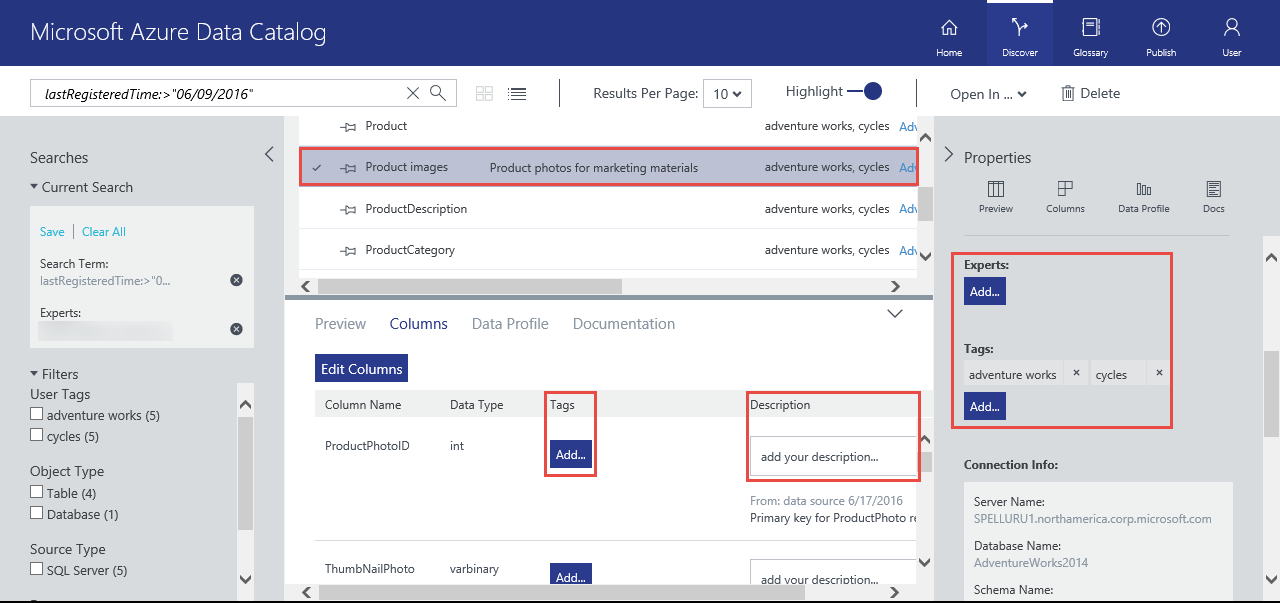 Microsoft Azure Data Catalog
Home
Discover
Glossary
Publish
User
lastRegisteredTime:>"06/09/2016"
Results Per Page:
10
Highlight
Open In ...
Delete
Searches
Current Search
Save
Clear All
Search Term:
lastRegisteredTime:>"0...
Experts:
Filters
User Tags
adventure works (5)
cycles (5)
Object Type
Table (4)
Database (1)
Source Type
SQL Server (5)
Product adventure works, cycles
Product images Product photos for marketing materials adventure works, cycles
ProductDescription adventure works, cycles
ProductCategory adventure works, cycles
Preview Columns Data Profile Documentation
Edit Columns
Column Name Data Type Tags Description
ProductPhotoID int Add... add your description...
From: data source 6/17/2016
Primary key for ProductPhoto re
ThumbNailPhoto varbinary Add... add your description...
Properties
Preview
Columns
Data Profile
Docs
Experts:
Add...
Tags:
adventure works × cycles ×
Add...
Connection Info:
Server Name:
SPELLURU1.northamerica.corp.microsoft.com
Database Name:
AdventureWorks2014
Schema Name: